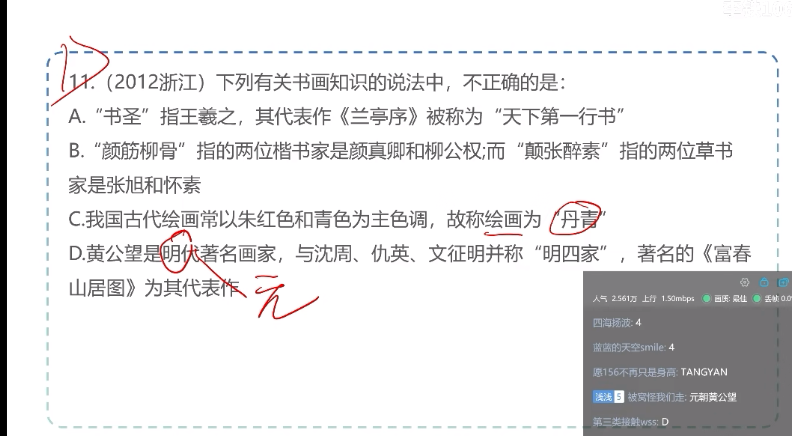 11.（2012浙江）下列有关书画知识的说法中，不正确的是：
A.“书圣”指王羲之，其代表作《兰亭序》被称为“天下第一行书”
B.“颜筋柳骨”指的两位楷书家是颜真卿和柳公权;而“颠张醉素”指的两位草书
家是张旭和怀素
C.我国古代绘画常以朱红色和青色为主色调，故称绘画为“丹青”
D.黄公望是明代著名画家，与沈周、仇英、文征明并称“明四家”，著名的《富春
山居图》为其代表作
元
人气 2.561万 上行 1.50mbps 画质: 最佳 丢帧 0.0
四海扬波: 4
蓝蓝的天空smile: 4
愿156不再只是身高: TANGYAN
浅浅 5 被窝怪我们走: 元朝黄公望
第三类接触wss: D